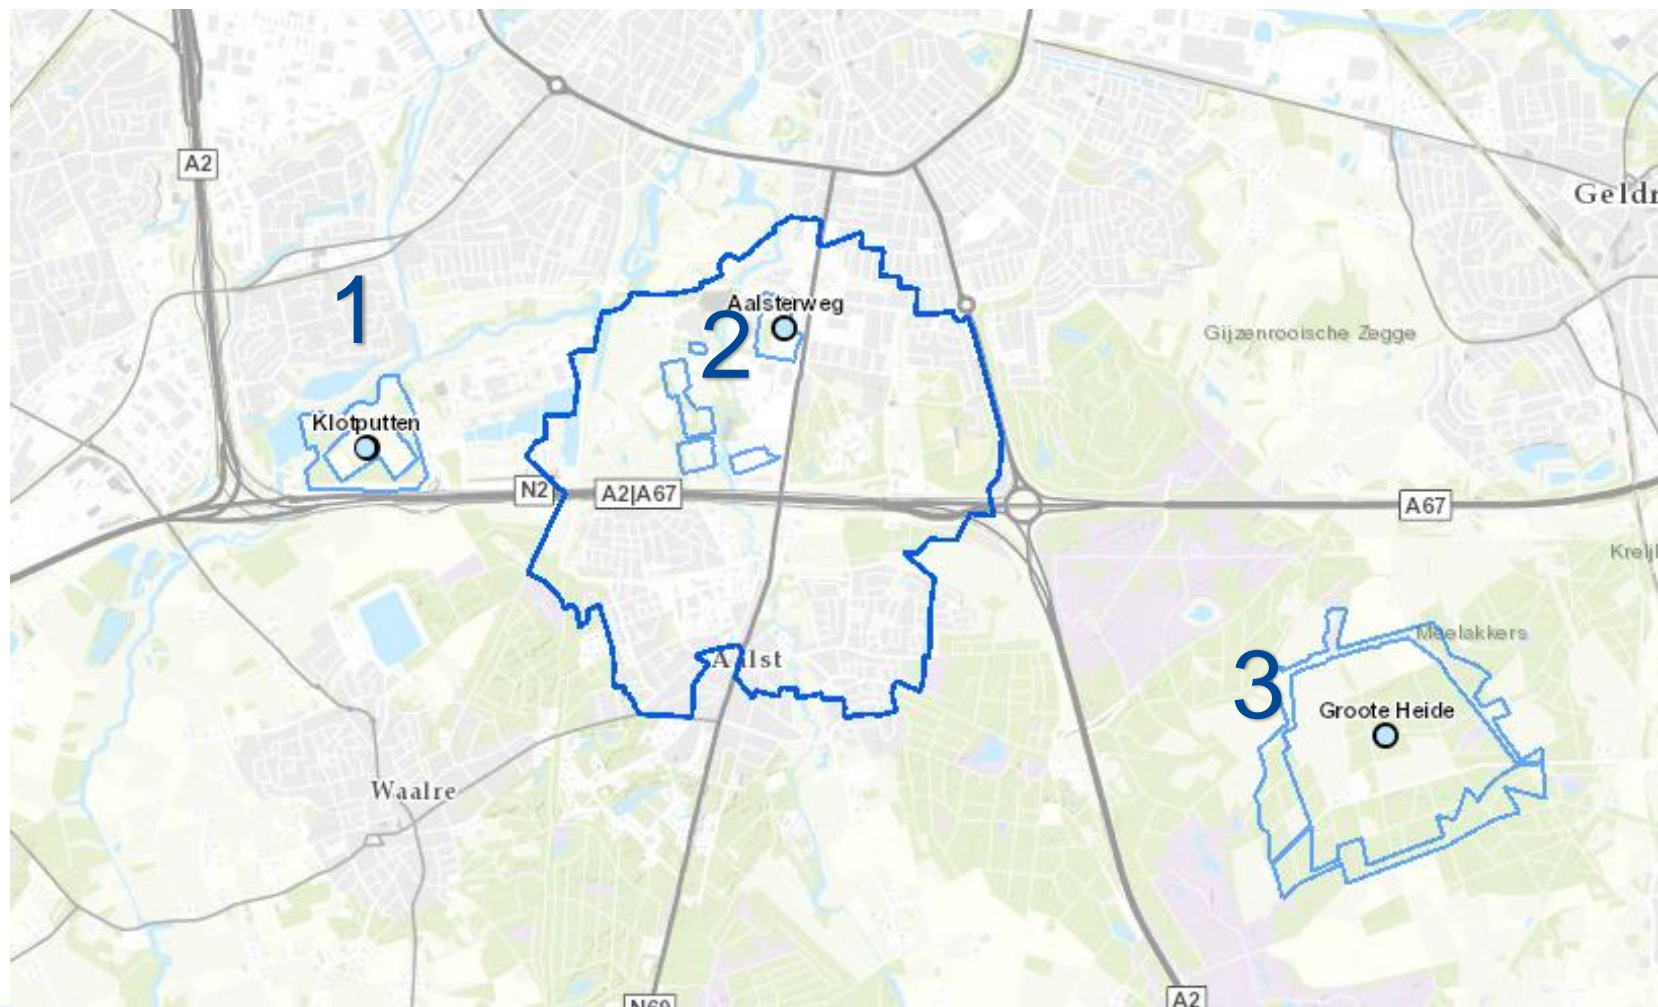 A2
Geldr
1
Aalsterweg
2
Gijzenrooische Zegge
Klotputten
N2
A2|A67
A67
Meelakkers
Aalst
3
Groote Heide
Waalre
N69
A2